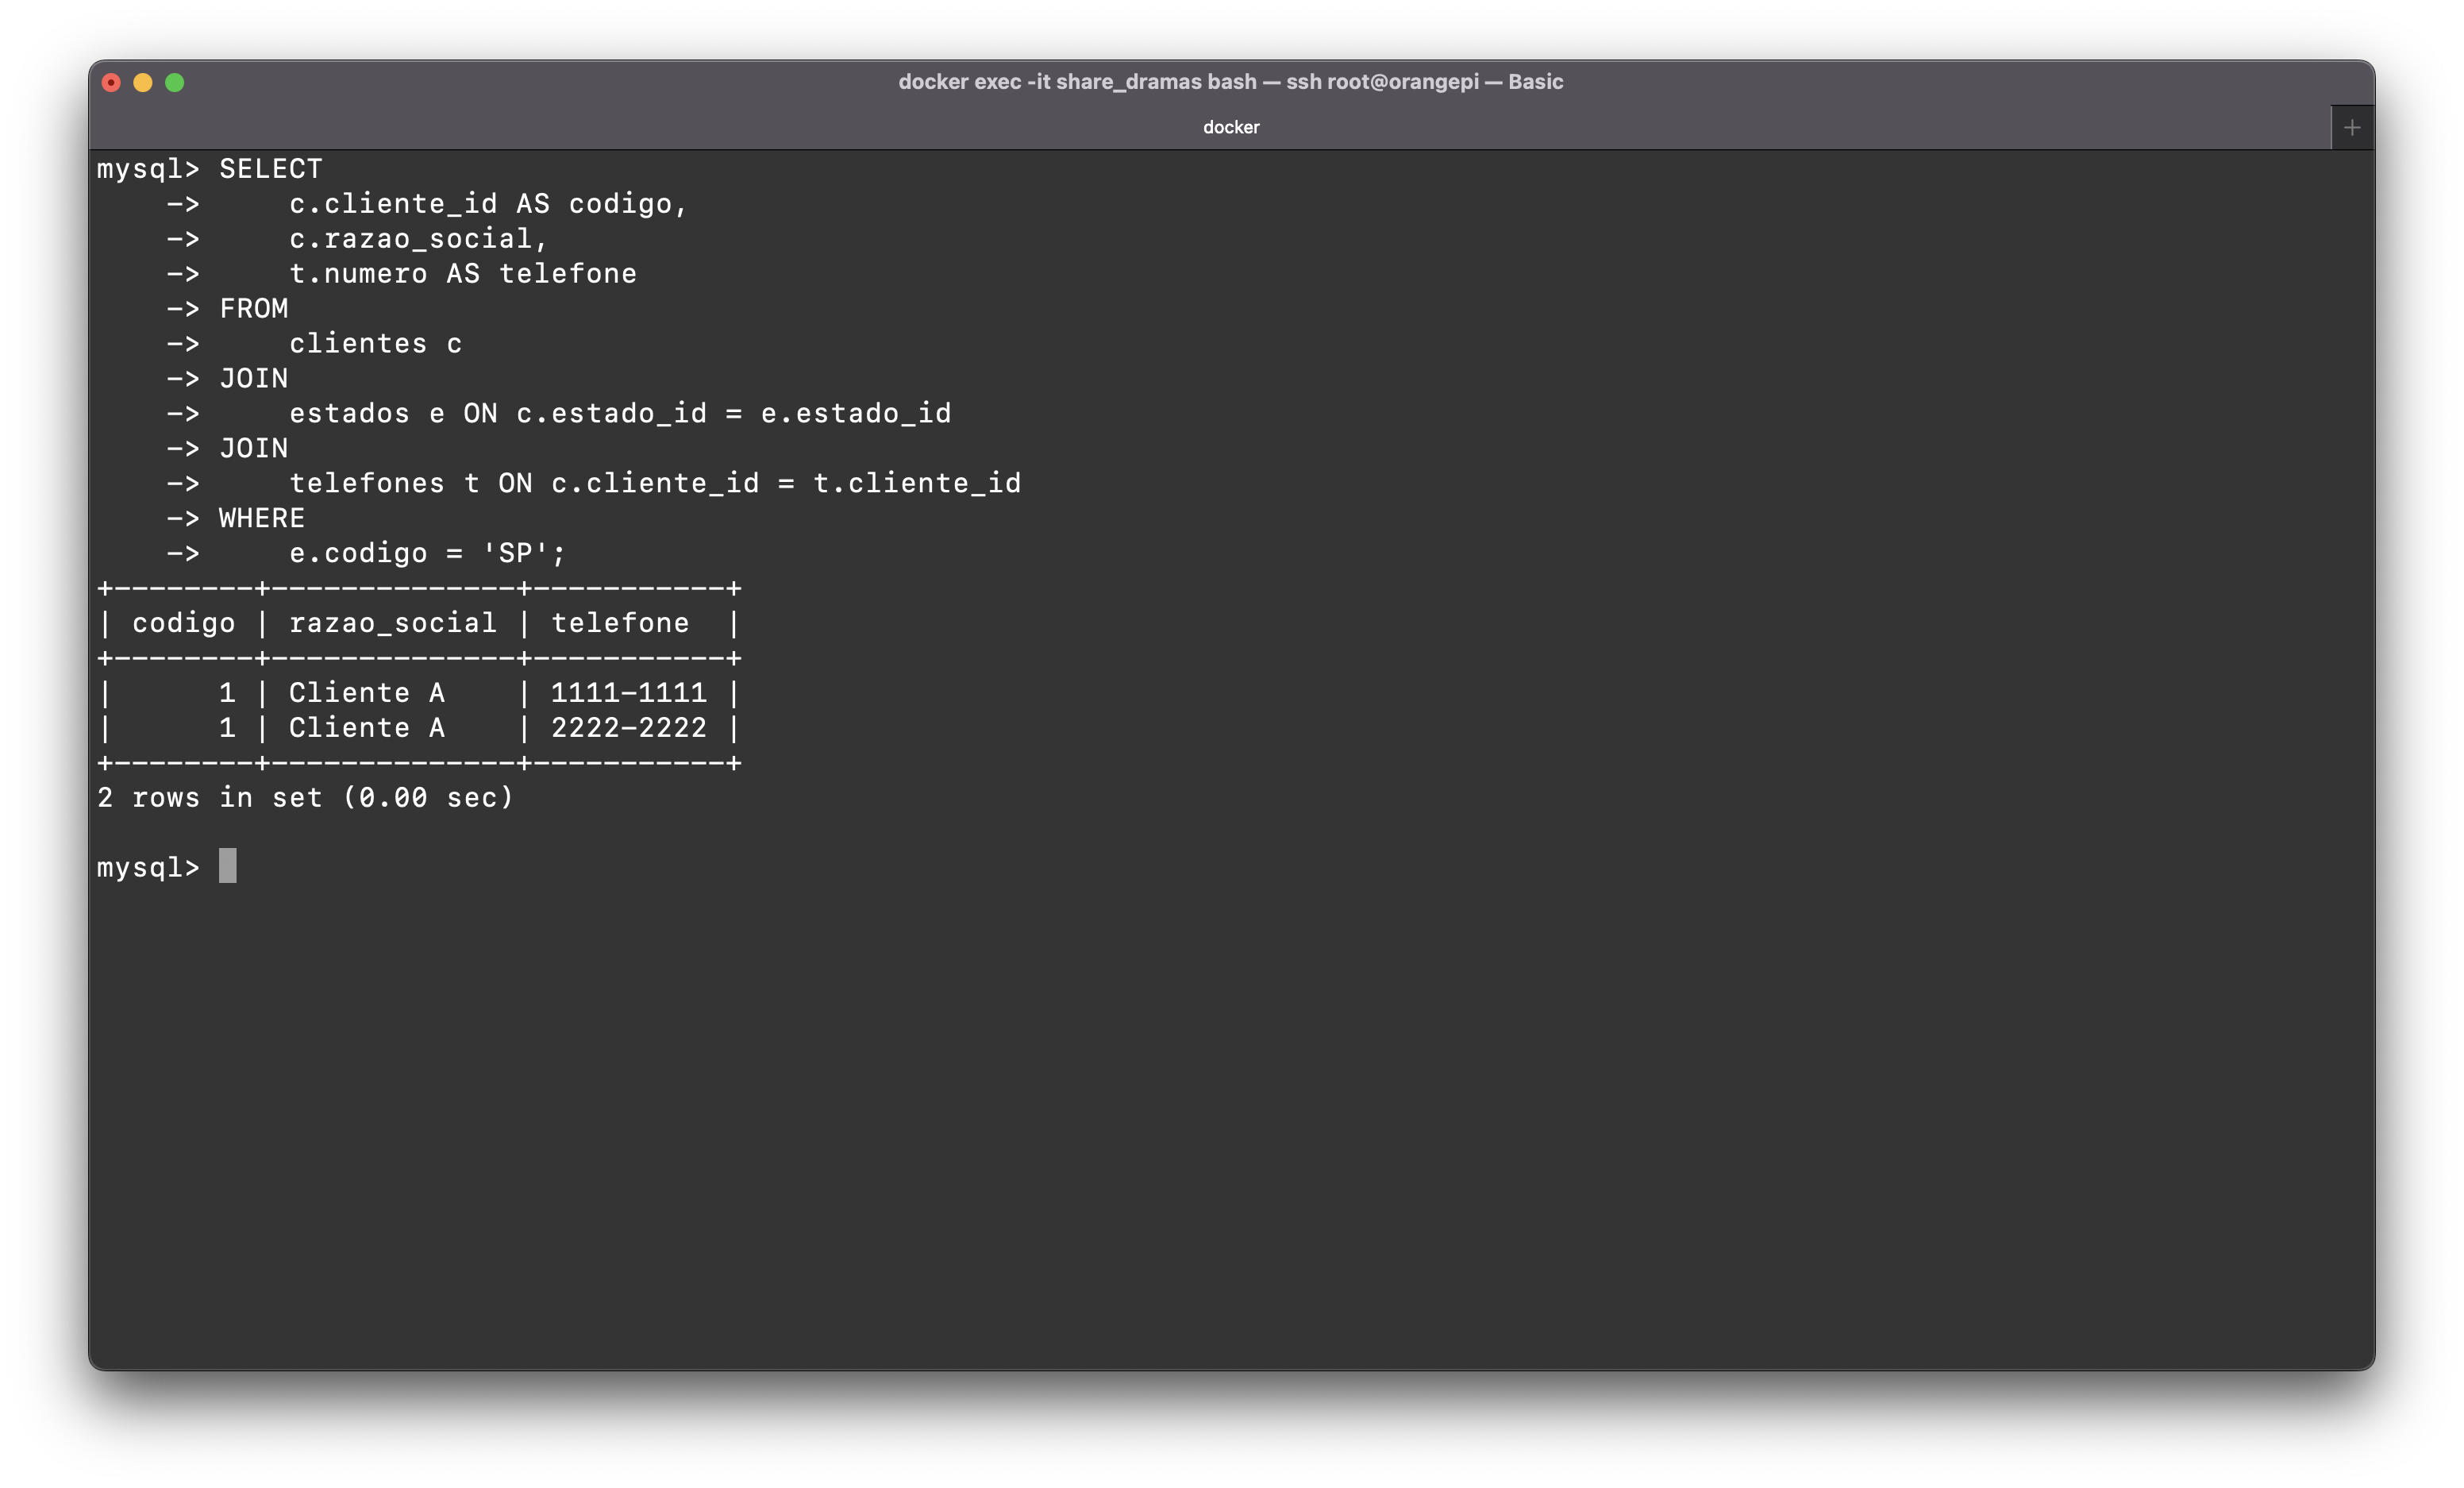 docker exec -it share_dramas bash — ssh root@orangepi — Basic
docker
mysql> SELECT
    ->     c.cliente_id AS codigo,
    ->     c.razao_social,
    ->     t.numero AS telefone
    -> FROM
    ->     clientes c
    -> JOIN
    ->     estados e ON c.estado_id = e.estado_id
    -> JOIN
    ->     telefones t ON c.cliente_id = t.cliente_id
    -> WHERE
    ->     e.codigo = 'SP';
+--------+--------------+-----------+
| codigo | razao_social | telefone  |
+--------+--------------+-----------+
|      1 | Cliente A    | 1111-1111 |
|      1 | Cliente A    | 2222-2222 |
+--------+--------------+-----------+
2 rows in set (0.00 sec)
mysql>